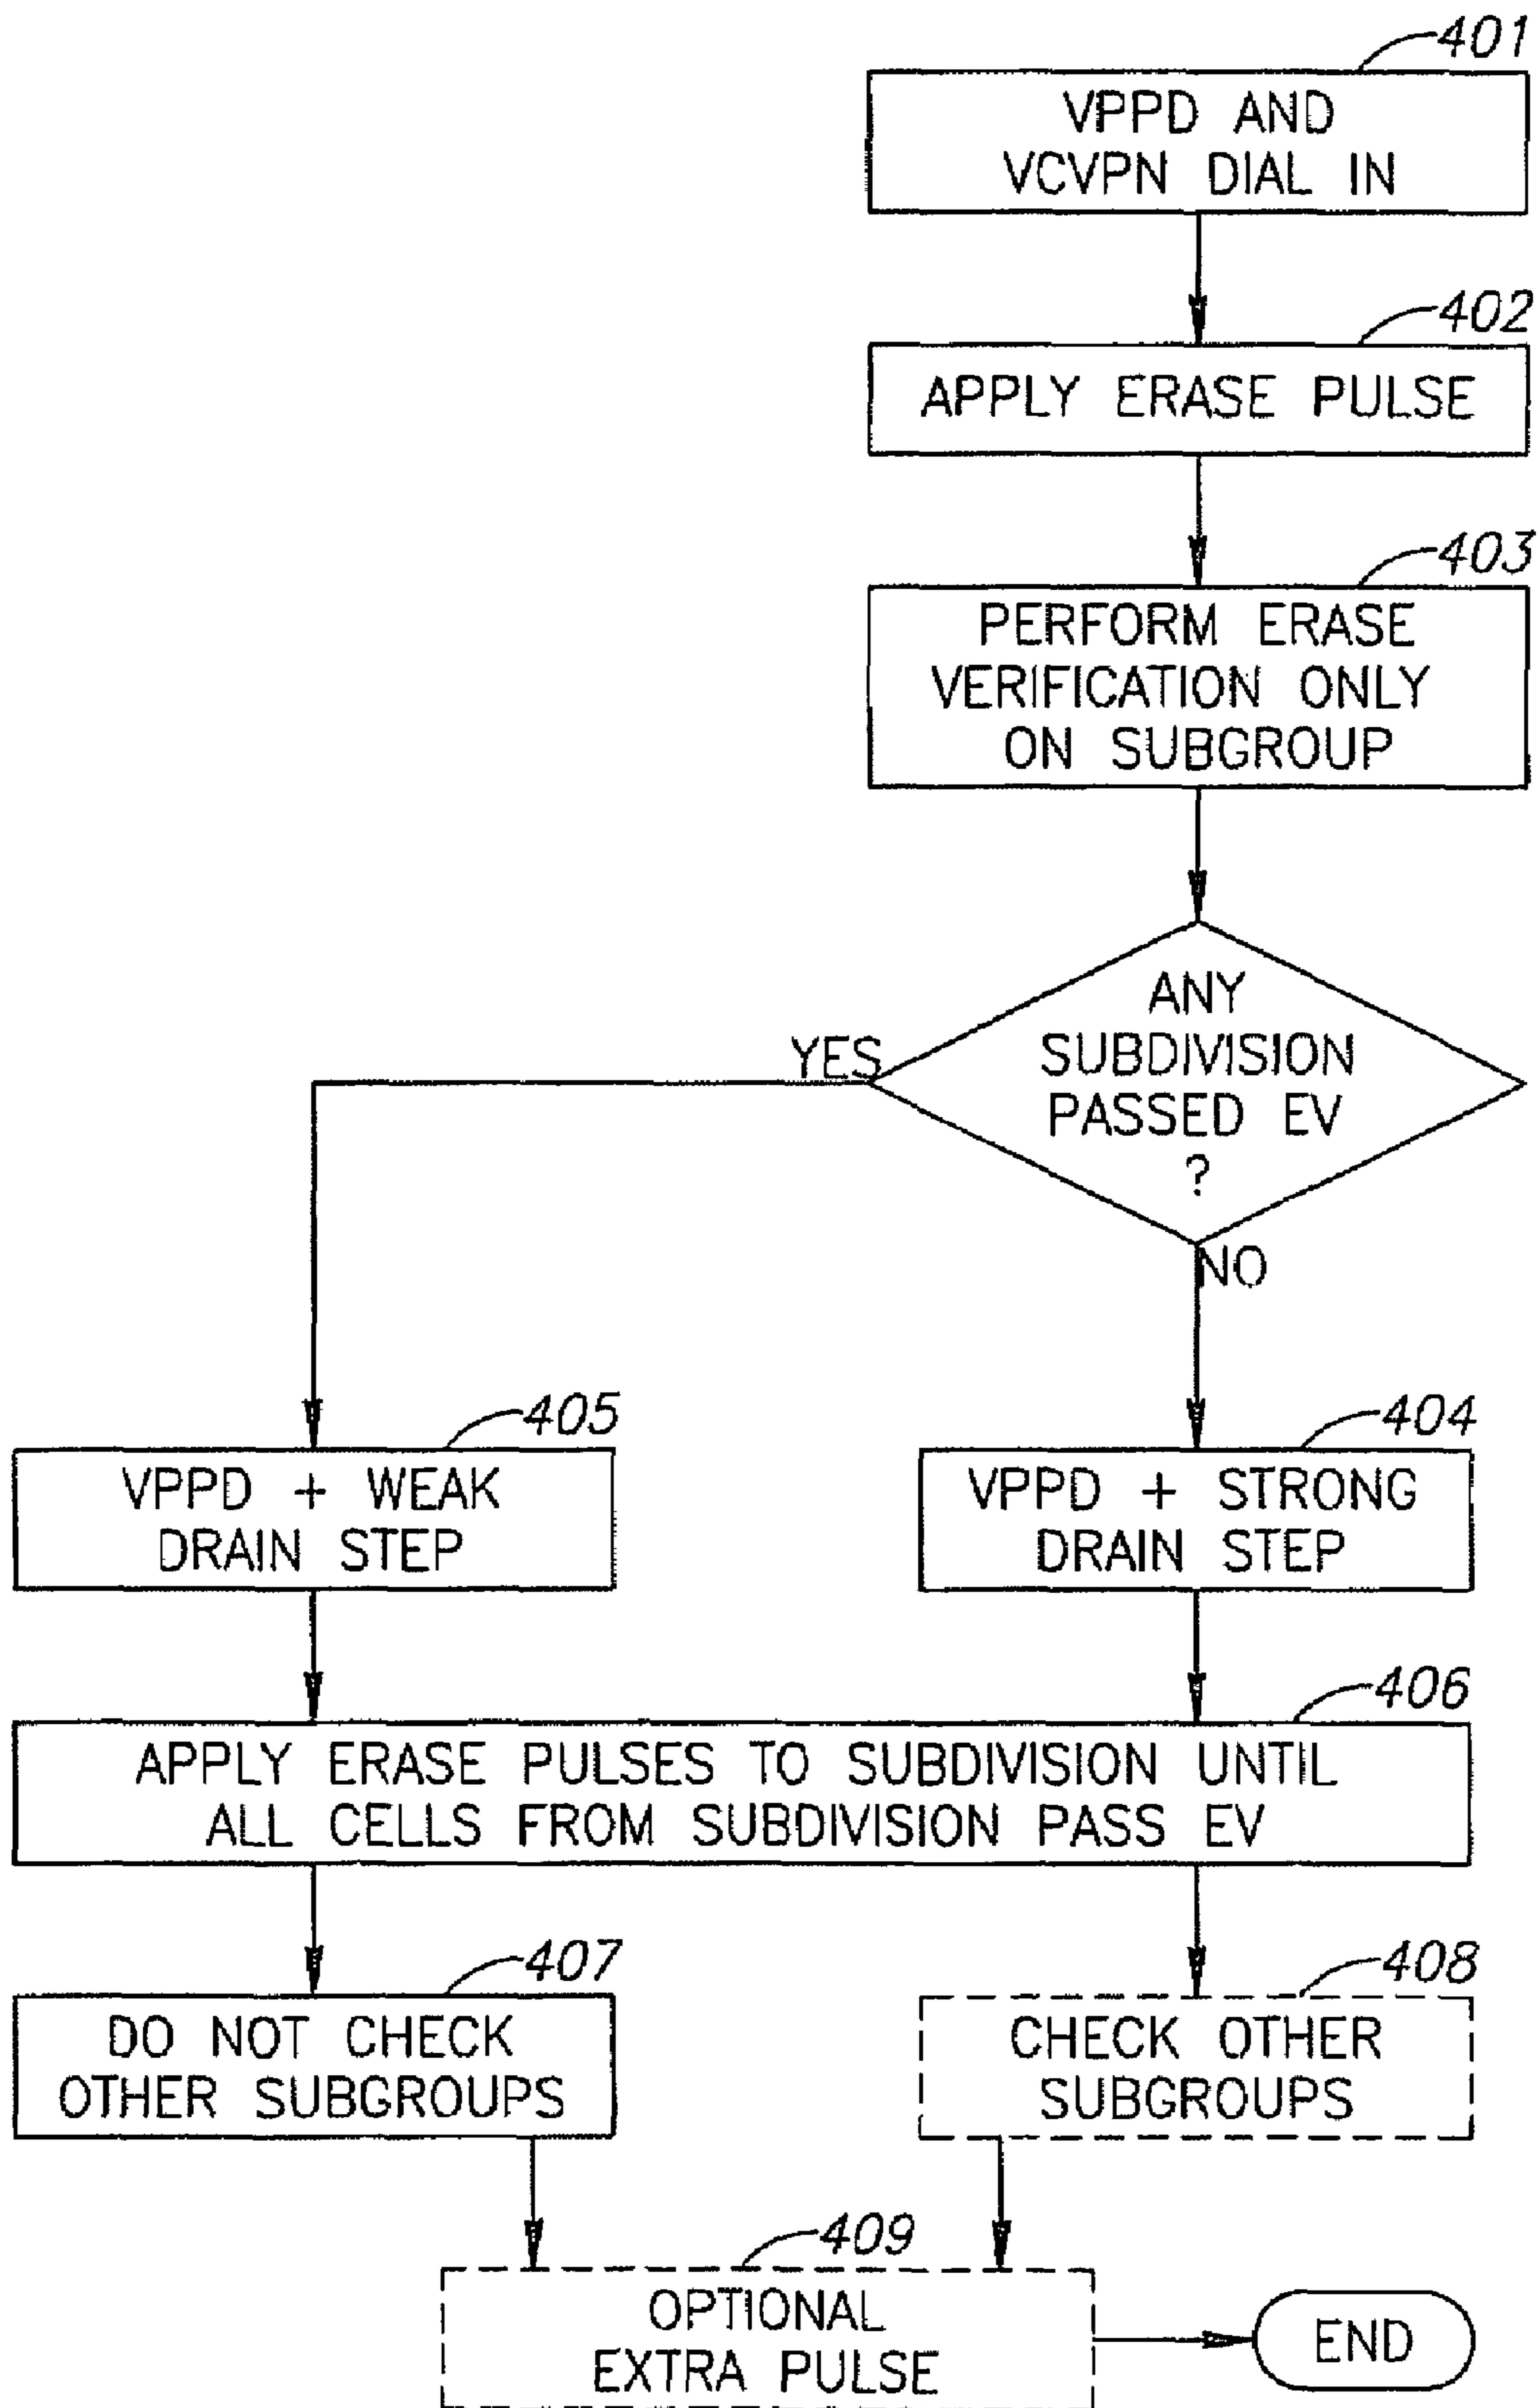 401
VPPD AND
VCVPN DIAL IN
402
APPLY ERASE PULSE
403
PERFORM ERASE
VERIFICATION ONLY
ON SUBGROUP
ANY
SUBDIVISION
PASSED EV
?
YES
NO
405
VPPD + WEAK
DRAIN STEP
404
VPPD + STRONG
DRAIN STEP
406
APPLY ERASE PULSES TO SUBDIVISION UNTIL
ALL CELLS FROM SUBDIVISION PASS EV
407
DO NOT CHECK
OTHER SUBGROUPS
408
CHECK OTHER
SUBGROUPS
409
OPTIONAL
EXTRA PULSE
END